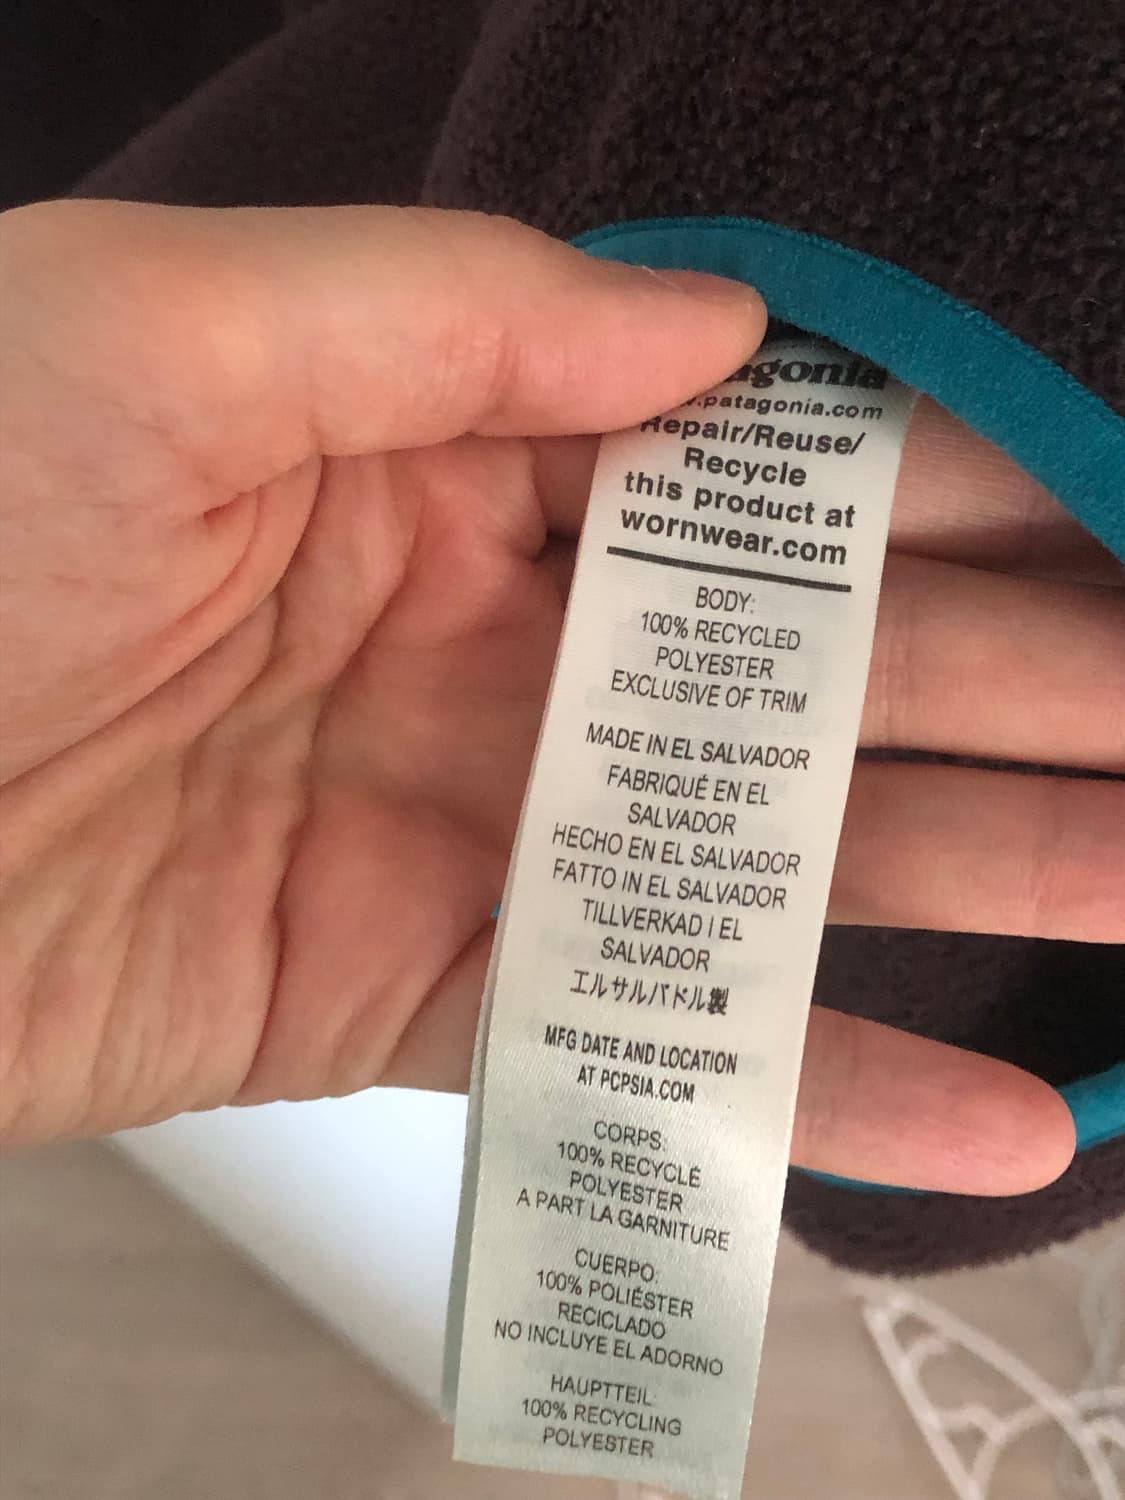 patagonia.com
Repair/Reuse/
Recycle
this product at
wornwear.com
BODY:
100% RECYCLED
POLYESTER
EXCLUSIVE OF TRIM
MADE IN EL SALVADOR
FABRIQUÉ EN EL
SALVADOR
HECHO EN EL SALVADOR
FATTO IN EL SALVADOR
TILLVERKAD I EL
SALVADOR
エルサルバドル製
MFG DATE AND LOCATION
AT PCPSIA.COM
CORPS:
100% RECYCLÉ
POLYESTER
A PART LA GARNITURE
CUERPO:
100% POLIÉSTER
RECICLADO
NO INCLUYE EL ADORNO
HAUPTTEIL:
100% RECYCLING
POLYESTER